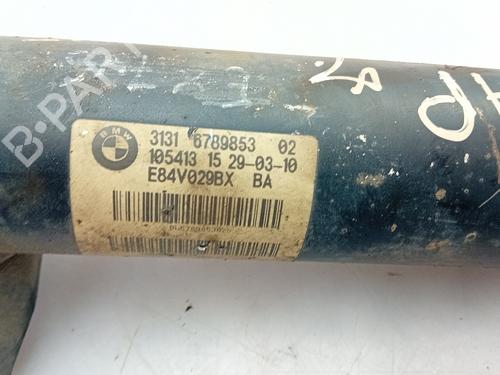 B-PARTS
BMW
3131 6789853 02
105413 15 29-03-10
E84V029BX BA